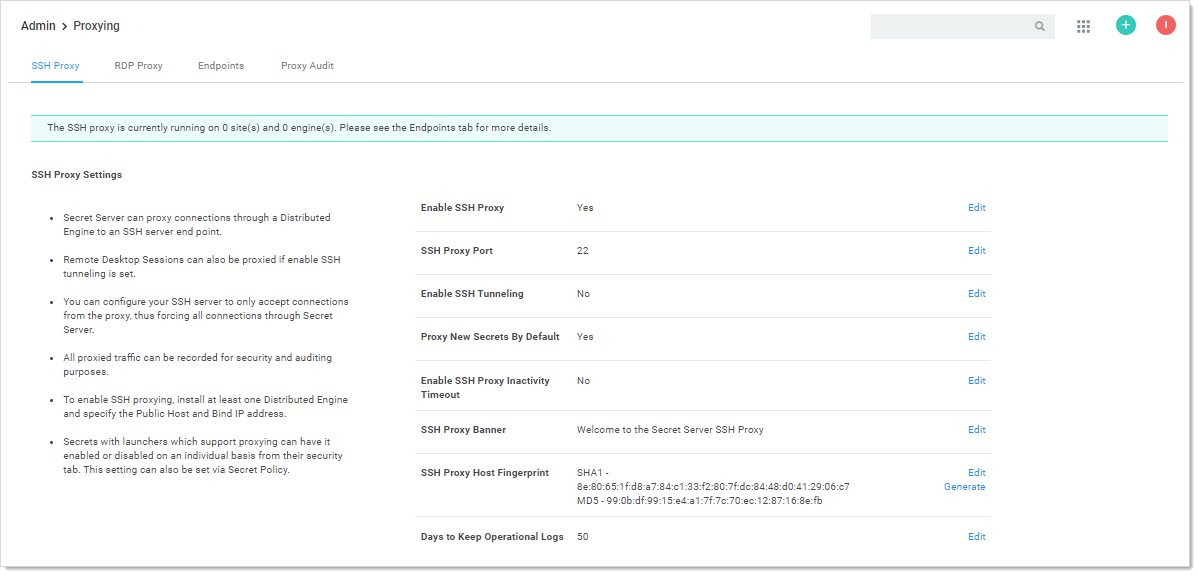 Admin > Proxying
+
I
SSH Proxy
RDP Proxy
Endpoints
Proxy Audit
The SSH proxy is currently running on 0 site(s) and 0 engine(s). Please see the Endpoints tab for more details.
SSH Proxy Settings
• Secret Server can proxy connections through a Distributed
Engine to an SSH server end point.
• Remote Desktop Sessions can also be proxied if enable SSH
tunneling is set.
• You can configure your SSH server to only accept connections
from the proxy, thus forcing all connections through Secret
Server.
• All proxied traffic can be recorded for security and auditing
purposes.
• To enable SSH proxying, install at least one Distributed Engine
and specify the Public Host and Bind IP address.
• Secrets with launchers which support proxying can have it
enabled or disabled on an individual basis from their security
tab. This setting can also be set via Secret Policy.
Enable SSH Proxy Yes Edit
SSH Proxy Port 22 Edit
Enable SSH Tunneling No Edit
Proxy New Secrets By Default Yes Edit
Enable SSH Proxy Inactivity No Edit
Timeout
SSH Proxy Banner Welcome to the Secret Server SSH Proxy Edit
SSH Proxy Host Fingerprint SHA1 - Edit
8e:80:65:1f:d8:a7:84:c1:33:f2:80:7f:dc:84:48:d0:41:29:06:c7 Generate
MD5 - 99:0b:df:99:15:e4:a1:7f:7c:70:ec:12:87:16:8e:fb
Days to Keep Operational Logs 50 Edit